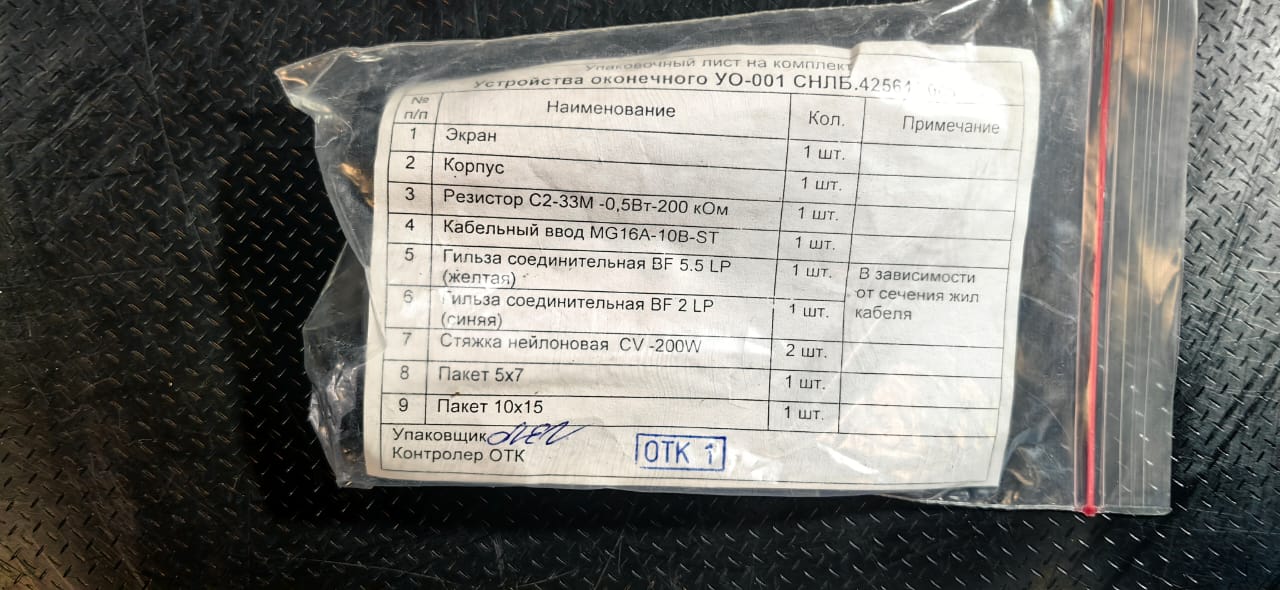 Упаковочный лист на комплект
Устройства оконечного УО-001 СНЛБ.42561
№ п/п Наименование Кол. Примечание
1 Экран 1 шт.
2 Корпус 1 шт.
3 Резистор С2-33М -0,5Вт-200 кОм 1 шт.
4 Кабельный ввод MG16A-10B-ST 1 шт.
5 Гильза соединительная BF 5.5 LP 1 шт. В зависимости
(желтая) от сечения жил
6 Гильза соединительная BF 2 LP 1 шт. кабеля
(синяя)
7 Стяжка нейлоновая CV -200W 2 шт.
8 Пакет 5х7 1 шт.
9 Пакет 10х15 1 шт.
Упаковщик
Контролер ОТК
ОТК 1